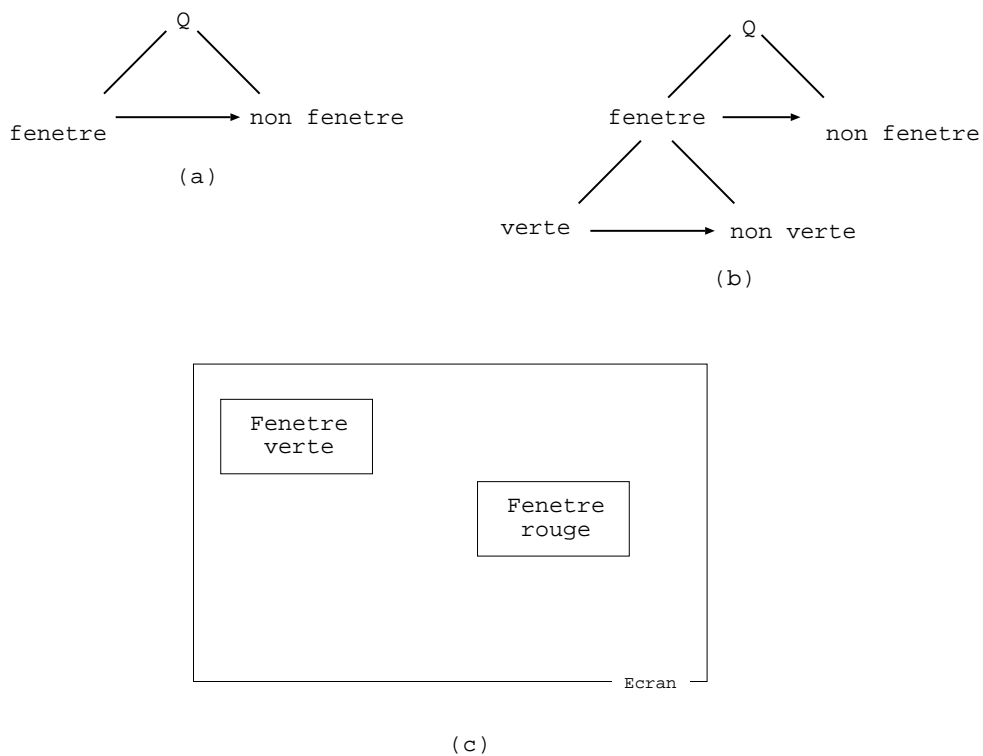 Q
fenetre
non fenetre
(a)
Q
fenetre
non fenetre
verte
non verte
(b)
Fenetre
verte
Fenetre
rouge
Ecran
(c)